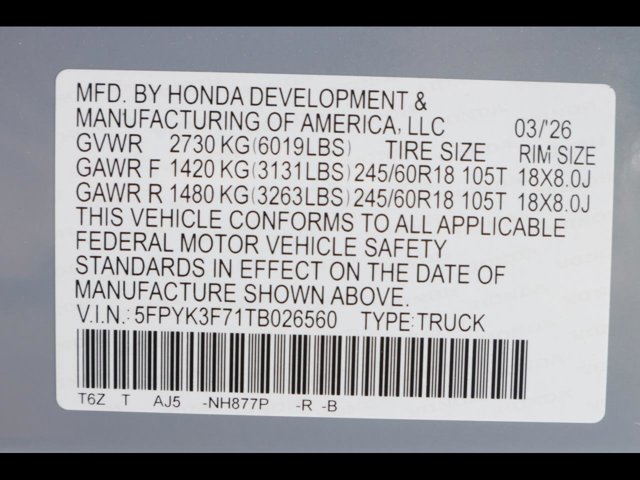 MFD. BY HONDA DEVELOPMENT &
MANUFACTURING OF AMERICA, LLC 03/'26
GVWR 2730 KG(6019LBS) TIRE SIZE RIM SIZE
GAWR F 1420 KG(3131LBS) 245/60R18 105T 18X8.0J
GAWR R 1480 KG(3263LBS) 245/60R18 105T 18X8.0J
THIS VEHICLE CONFORMS TO ALL APPLICABLE
FEDERAL MOTOR VEHICLE SAFETY
STANDARDS IN EFFECT ON THE DATE OF
MANUFACTURE SHOWN ABOVE.
V.I.N.: 5FPYK3F71TB026560 TYPE:TRUCK
T6Z T AJ5 -NH877P -R -B